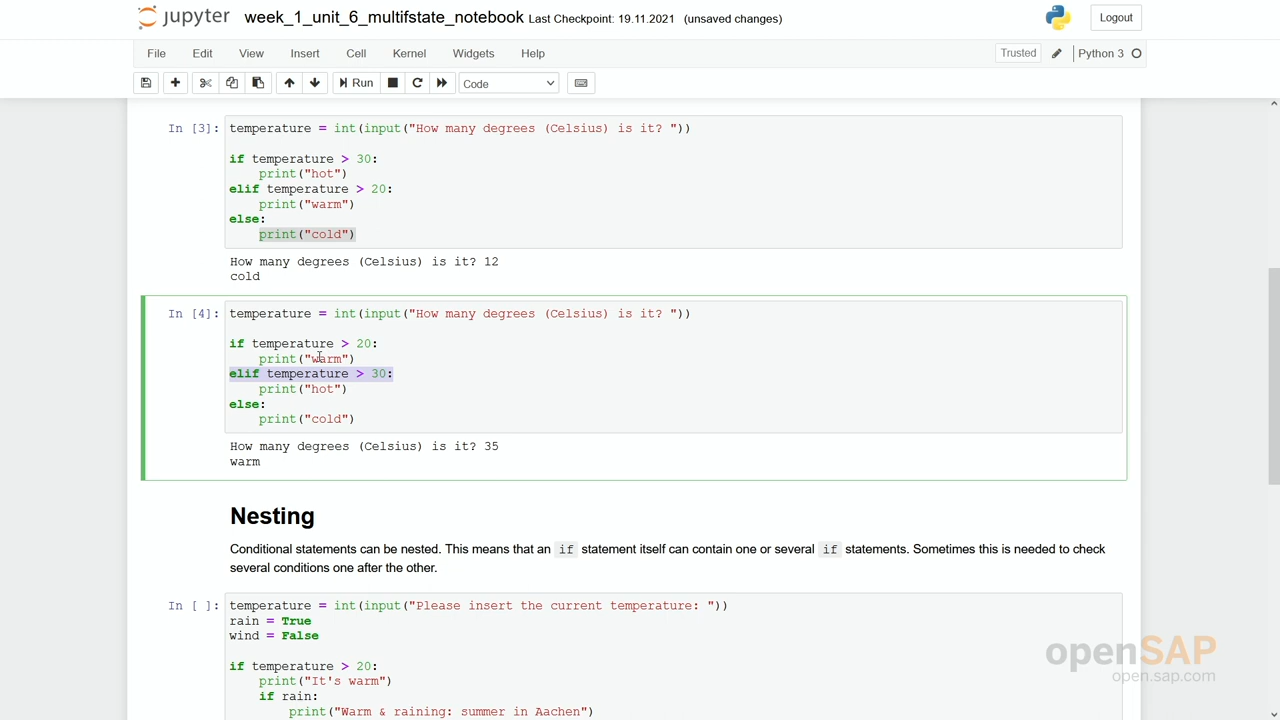 jupyter week_1_unit_6_multifstate_notebook Last Checkpoint: 19.11.2021 (unsaved changes) Logout
File Edit View Insert Cell Kernel Widgets Help Trusted Python 3
Run Code
In [3]: temperature = int(input("How many degrees (Celsius) is it? "))
if temperature > 30:
print("hot")
elif temperature > 20:
print("warm")
else:
print("cold")
How many degrees (Celsius) is it? 12
cold
In [4]: temperature = int(input("How many degrees (Celsius) is it? "))
if temperature > 20:
print("warm")
elif temperature > 30:
print("hot")
else:
print("cold")
How many degrees (Celsius) is it? 35
warm
Nesting
Conditional statements can be nested. This means that an if statement itself can contain one or several if statements. Sometimes this is needed to check
several conditions one after the other.
In [ ]: temperature = int(input("Please insert the current temperature: "))
rain = True
wind = False
if temperature > 20:
print("It's warm")
if rain:
print("Warm & raining: summer in Aachen")
openSAP
open.sap.com